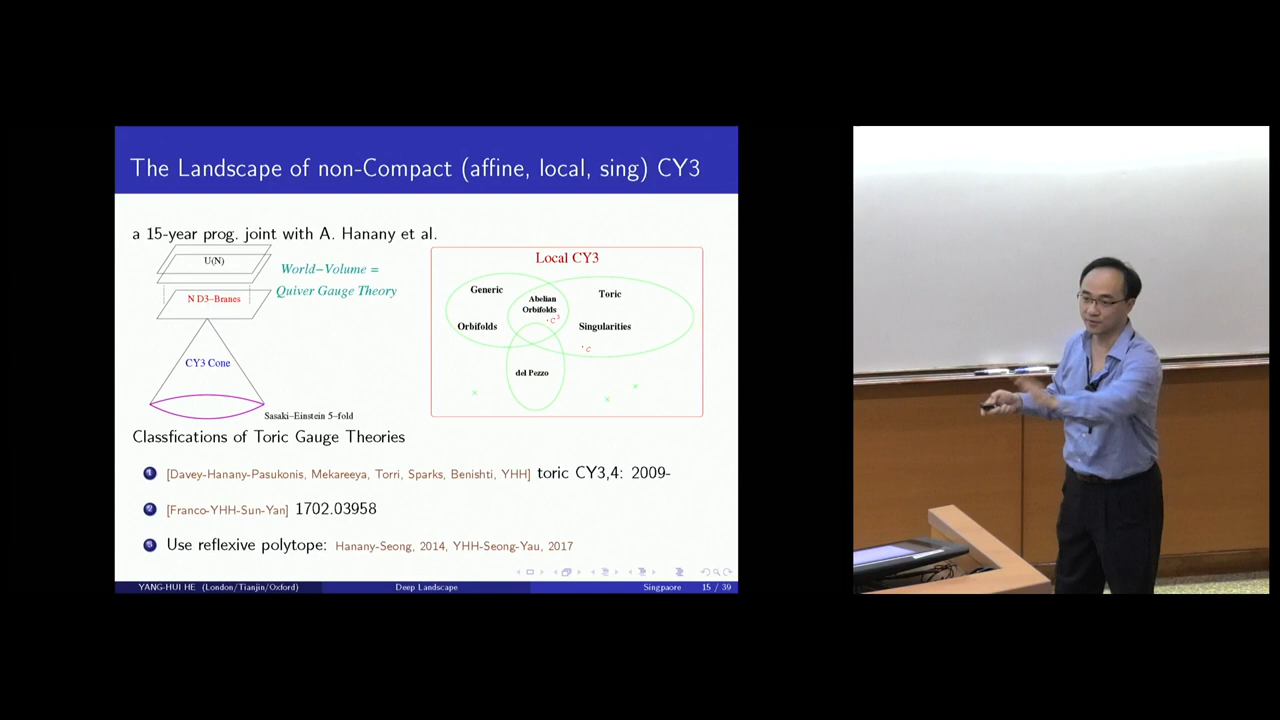 The Landscape of non-Compact (affine, local, sing) CY3
a 15-year prog. joint with A. Hanany et al.
U(N)
N D3-Branes
World-Volume =
Quiver Gauge Theory
CY3 Cone
Sasaki-Einstein 5-fold
Local CY3
Generic
Orbifolds
Abelian
Orbifolds
C^3
Toric
Singularities
C
del Pezzo
Classfications of Toric Gauge Theories
1 [Davey-Hanany-Pasukonis, Mekareeya, Torri, Sparks, Benishti, YHH] toric CY3,4: 2009-
2 [Franco-YHH-Sun-Yan] 1702.03958
3 Use reflexive polytope: Hanany-Seong, 2014, YHH-Seong-Yau, 2017
YANG-HUI HE (London/Tianjin/Oxford) Deep Landscape Singpaore 15 / 39